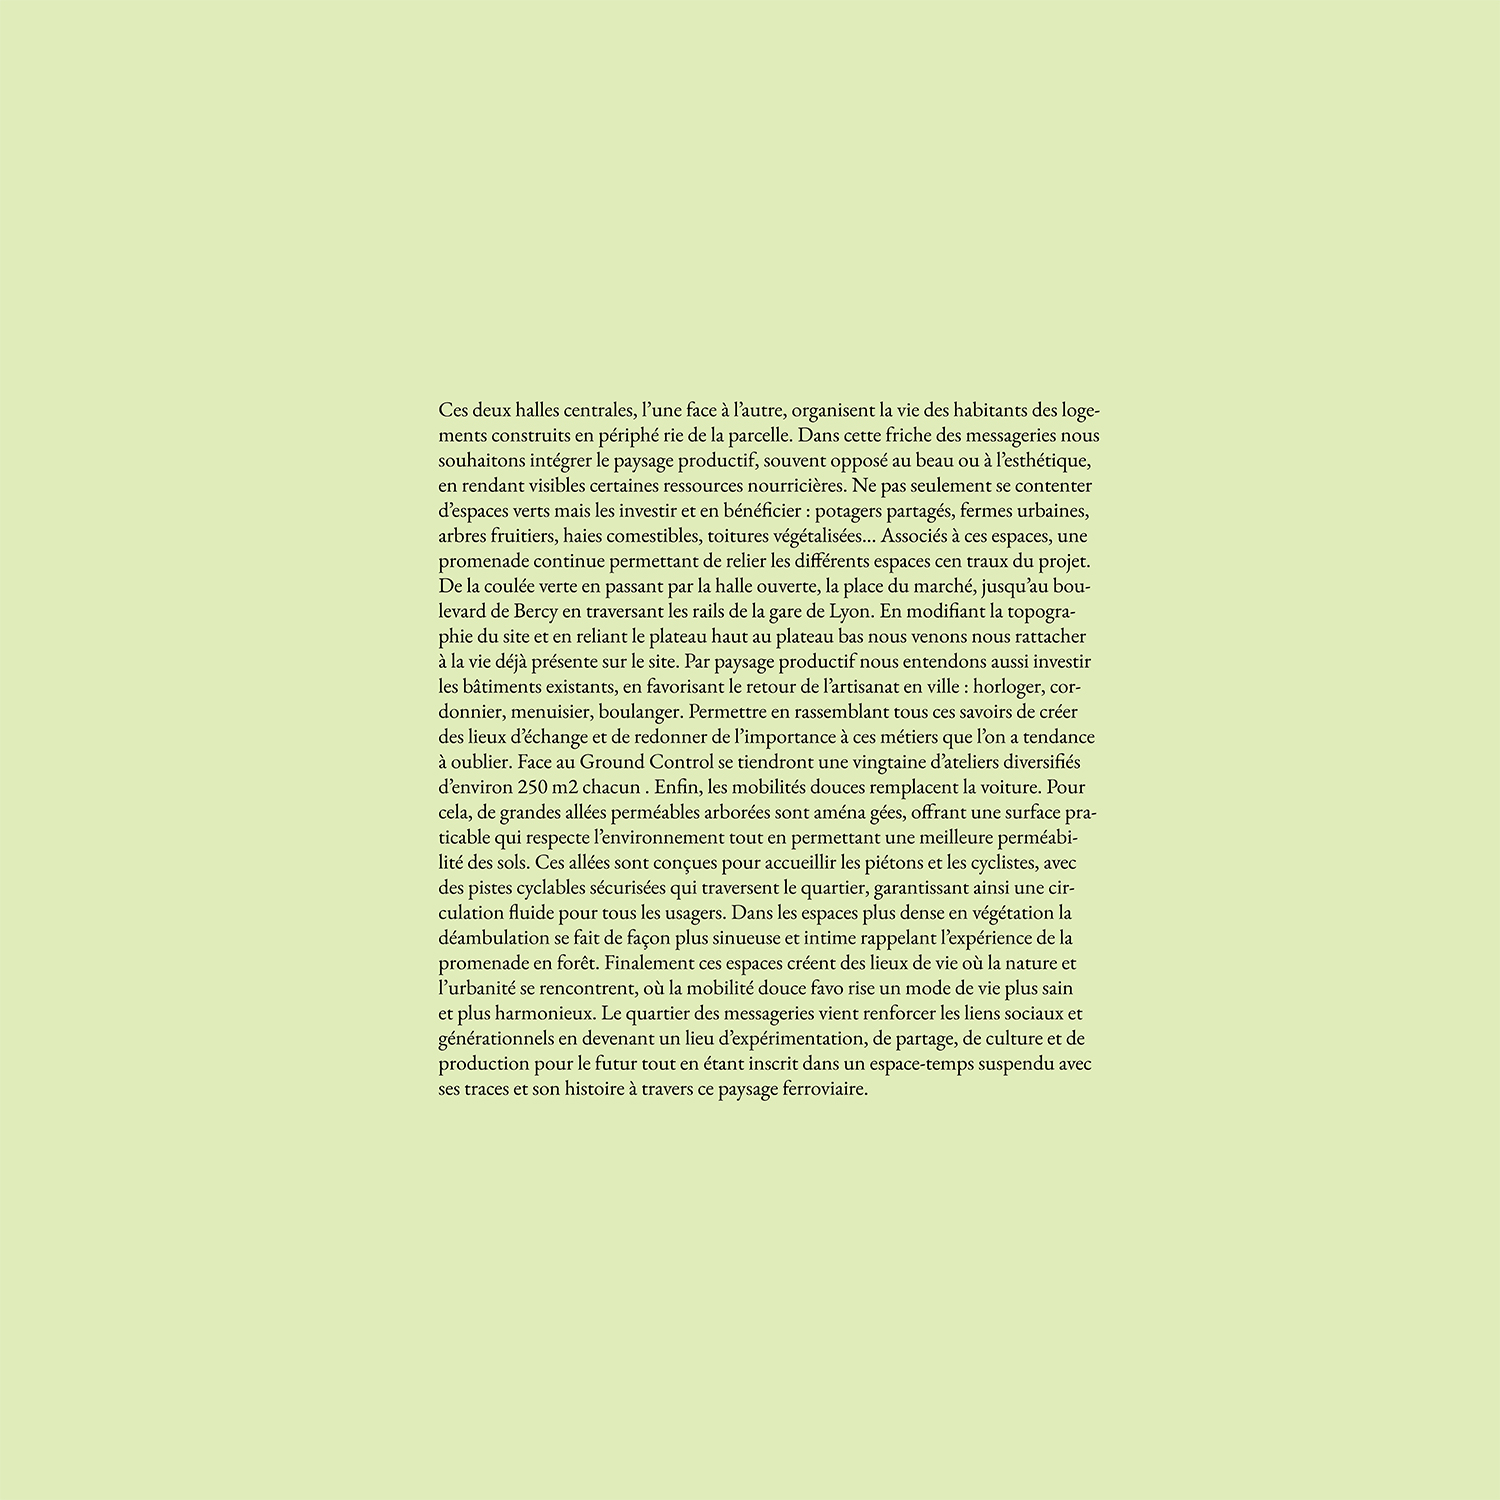 Ces deux halles centrales, l’une face à l’autre, organisent la vie des habitants des loge-
ments construits en périphé rie de la parcelle. Dans cette friche des messageries nous
souhaitons intégrer le paysage productif, souvent opposé au beau ou à l’esthétique,
en rendant visibles certaines ressources nourricières. Ne pas seulement se contenter
d’espaces verts mais les investir et en bénéficier : potagers partagés, fermes urbaines,
arbres fruitiers, haies comestibles, toitures végétalisées... Associés à ces espaces, une
promenade continue permettant de relier les différents espaces cen traux du projet.
De la coulée verte en passant par la halle ouverte, la place du marché, jusqu’au bou-
levard de Bercy en traversant les rails de la gare de Lyon. En modifiant la topogra-
phie du site et en reliant le plateau haut au plateau bas nous venons nous rattacher
à la vie déjà présente sur le site. Par paysage productif nous entendons aussi investir
les bâtiments existants, en favorisant le retour de l’artisanat en ville : horloger, cor-
donnier, menuisier, boulanger. Permettre en rassemblant tous ces savoirs de créer
des lieux d’échange et de redonner de l’importance à ces métiers que l’on a tendance
à oublier. Face au Ground Control se tiendront une vingtaine d’ateliers diversifiés
d’environ 250 m2 chacun . Enfin, les mobilités douces remplacent la voiture. Pour
cela, de grandes allées perméables arborées sont aména gées, offrant une surface pra-
ticable qui respecte l’environnement tout en permettant une meilleure perméabi-
lité des sols. Ces allées sont conçues pour accueillir les piétons et les cyclistes, avec
des pistes cyclables sécurisées qui traversent le quartier, garantissant ainsi une cir-
culation fluide pour tous les usagers. Dans les espaces plus dense en végétation la
déambulation se fait de façon plus sinueuse et intime rappelant l’expérience de la
promenade en forêt. Finalement ces espaces créent des lieux de vie où la nature et
l’urbanité se rencontrent, où la mobilité douce favo rise un mode de vie plus sain
et plus harmonieux. Le quartier des messageries vient renforcer les liens sociaux et
générationnels en devenant un lieu d’expérimentation, de partage, de culture et de
production pour le futur tout en étant inscrit dans un espace-temps suspendu avec
ses traces et son histoire à travers ce paysage ferroviaire.